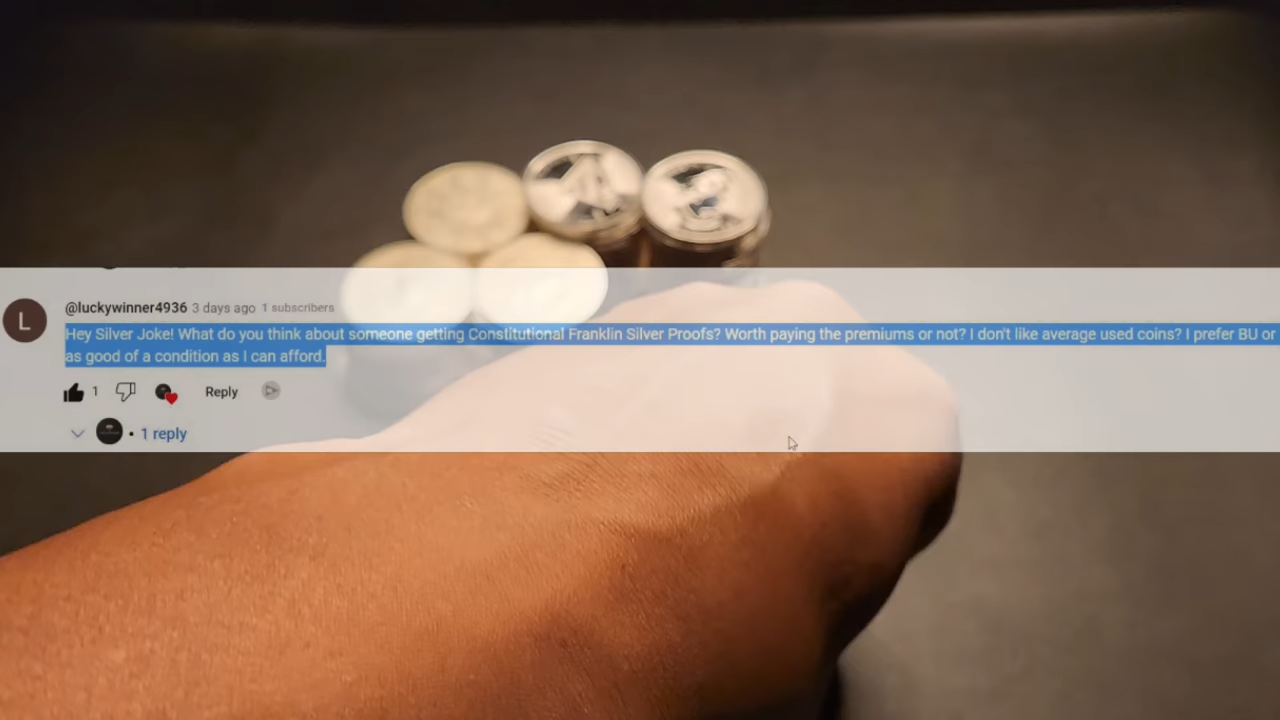 L
@luckywinner4936 3 days ago 1 subscribers
Hey Silver Joke! What do you think about someone getting Constitutional Franklin Silver Proofs? Worth paying the premiums or not? I don't like average used coins? I prefer BU or
as good of a condition as I can afford.
1 Reply
• 1 reply